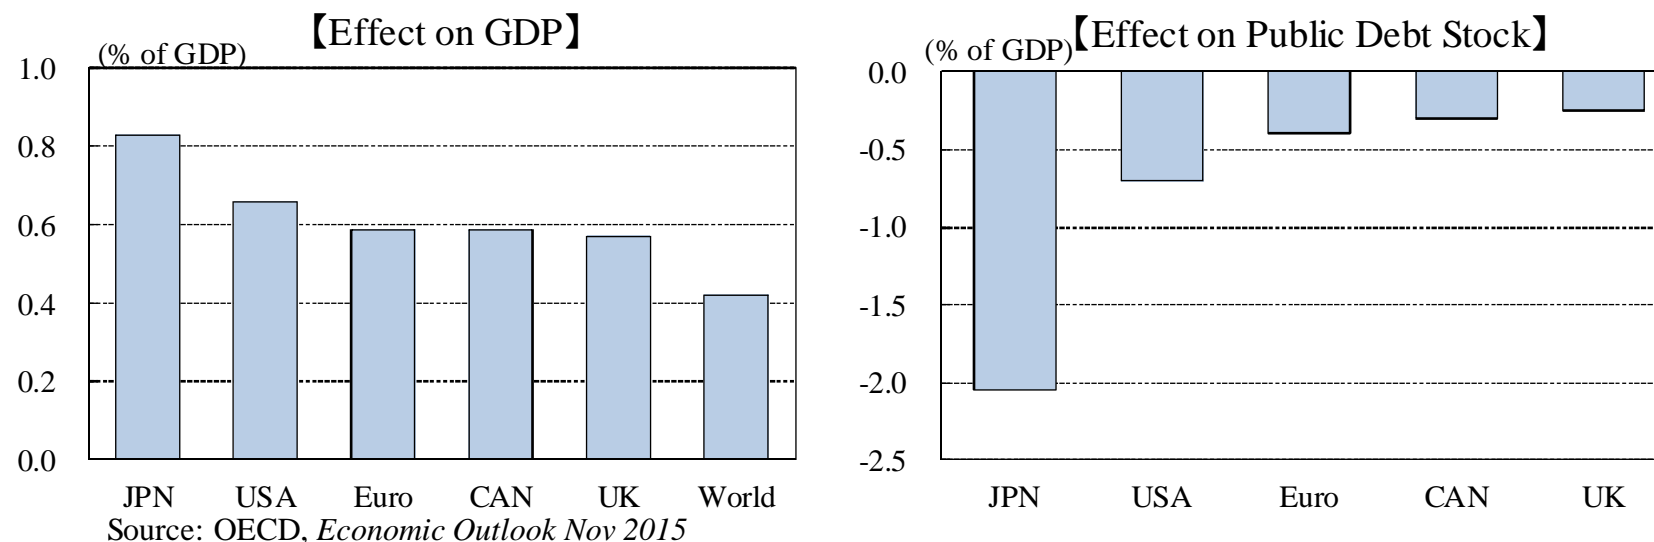 【Effect on GDP】
(% of GDP)
1.0
0.8
0.6
0.4
0.2
0.0
JPN USA Euro CAN UK World
Source: OECD, Economic Outlook Nov 2015
【Effect on Public Debt Stock】
(% of GDP)
0.0
-0.5
-1.0
-1.5
-2.0
-2.5
JPN USA Euro CAN UK